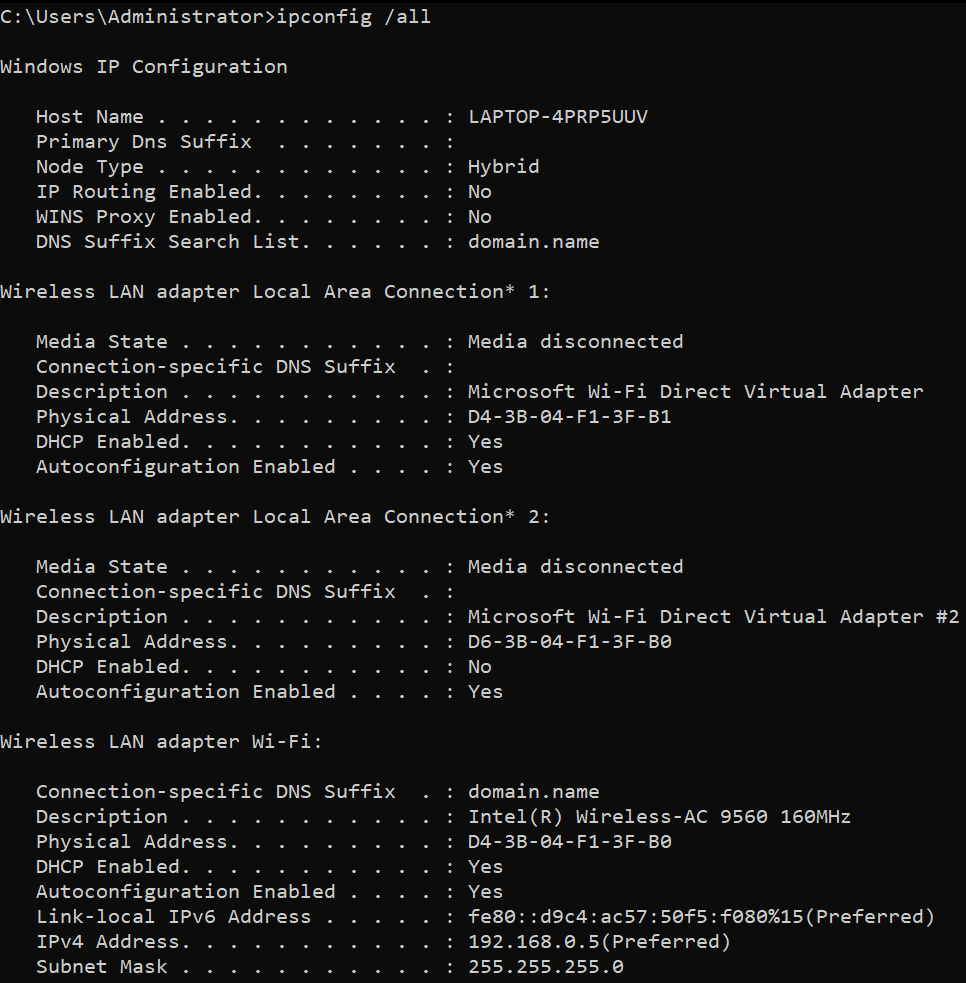 C:\Users\Administrator>ipconfig /all
Windows IP Configuration
Host Name . . . . . . . . . . . . : LAPTOP-4PRP5UUV
Primary Dns Suffix  . . . . . . . :
Node Type . . . . . . . . . . . . : Hybrid
IP Routing Enabled. . . . . . . . : No
WINS Proxy Enabled. . . . . . . . : No
DNS Suffix Search List. . . . . . : domain.name
Wireless LAN adapter Local Area Connection* 1:
Media State . . . . . . . . . . . : Media disconnected
Connection-specific DNS Suffix  . :
Description . . . . . . . . . . . : Microsoft Wi-Fi Direct Virtual Adapter
Physical Address. . . . . . . . . : D4-3B-04-F1-3F-B1
DHCP Enabled. . . . . . . . . . . : Yes
Autoconfiguration Enabled . . . . : Yes
Wireless LAN adapter Local Area Connection* 2:
Media State . . . . . . . . . . . : Media disconnected
Connection-specific DNS Suffix  . :
Description . . . . . . . . . . . : Microsoft Wi-Fi Direct Virtual Adapter #2
Physical Address. . . . . . . . . : D6-3B-04-F1-3F-B0
DHCP Enabled. . . . . . . . . . . : No
Autoconfiguration Enabled . . . . : Yes
Wireless LAN adapter Wi-Fi:
Connection-specific DNS Suffix  . : domain.name
Description . . . . . . . . . . . : Intel(R) Wireless-AC 9560 160MHz
Physical Address. . . . . . . . . : D4-3B-04-F1-3F-B0
DHCP Enabled. . . . . . . . . . . : Yes
Autoconfiguration Enabled . . . . : Yes
Link-local IPv6 Address . . . . . : fe80::d9c4:ac57:50f5:f080%15(Preferred)
IPv4 Address. . . . . . . . . . . : 192.168.0.5(Preferred)
Subnet Mask . . . . . . . . . . . : 255.255.255.0